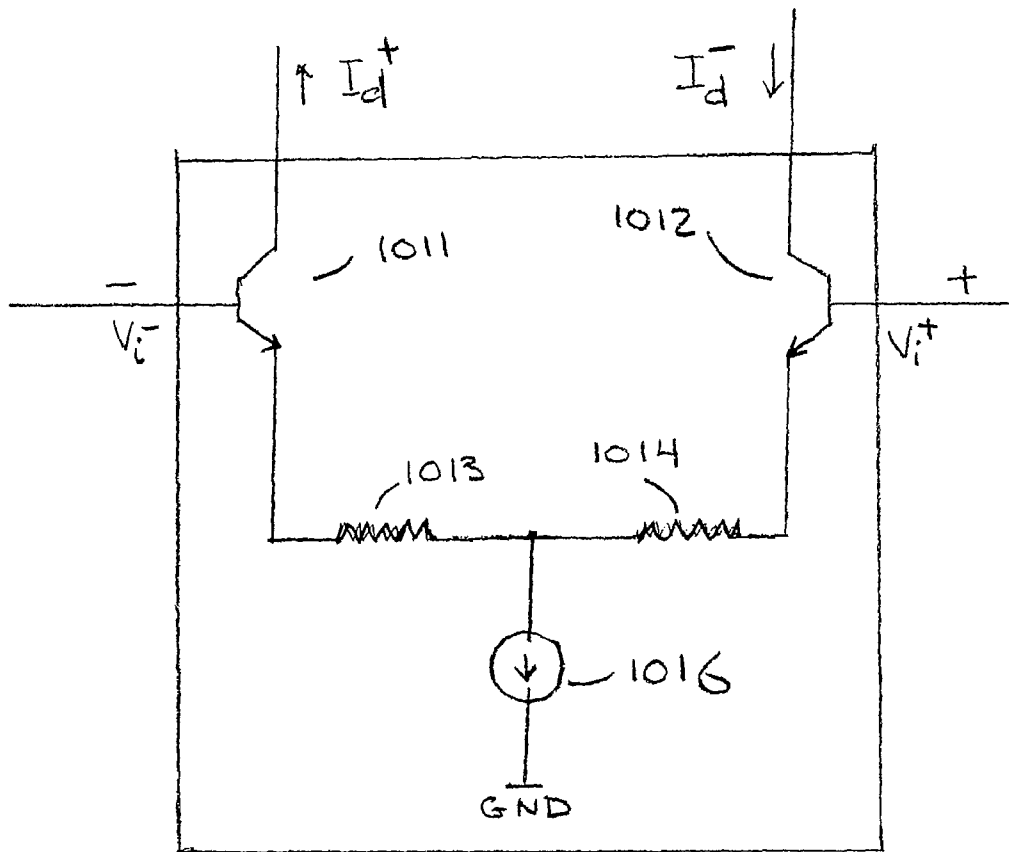 I_d^+
I_d^-
1011
1012
-
+
V_i^-
V_i^+
1013
1014
1016
GND